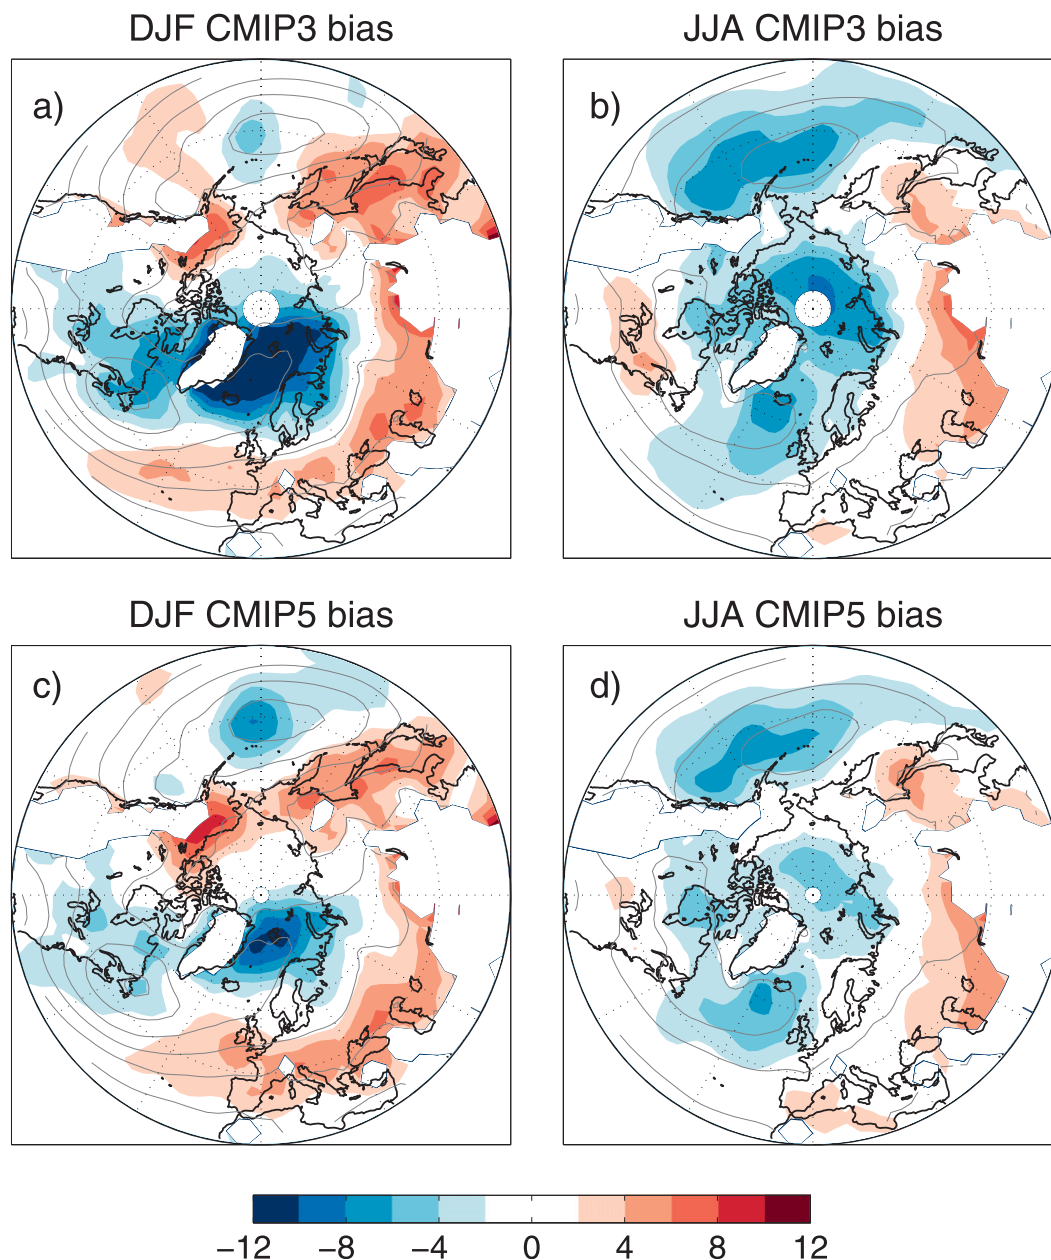 DJF CMIP3 bias
JJA CMIP3 bias
a)
b)
DJF CMIP5 bias
JJA CMIP5 bias
c)
d)
−12 −8 −4 0 4 8 12